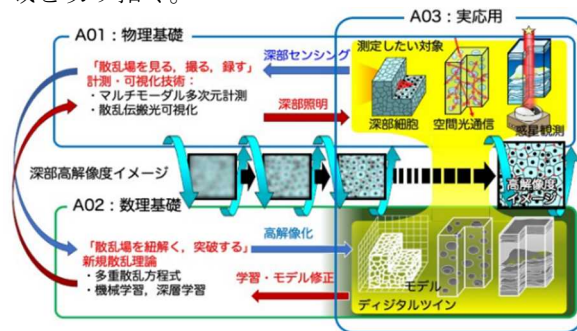 A03：実応用
A01：物理基礎
深部センシング
測定したい対象
「散乱場を見る，撮る，録す」
計測・可視化技術：
・マルチモーダル多次元計測
・散乱伝搬光可視化
深部照明
深部細胞
空間光通信
惑星観測
深部高解像度イメージ
高解像度
イメージ
A02：数理基礎
高解像化
「散乱場を紐解く，突破する」
新規散乱理論
・多重散乱方程式
・機械学習，深層学習
学習・モデル修正
モデル
ディジタルツイン